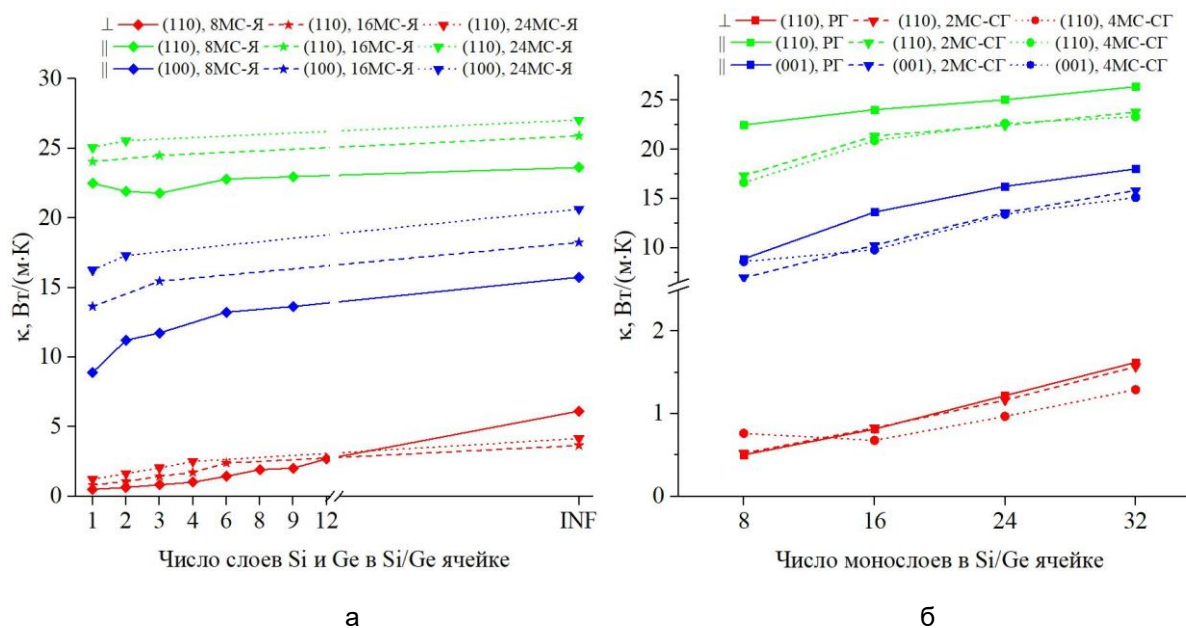 ⊥ (110), 8МС-Я (110), 16МС-Я (110), 24МС-Я
|| (110), 8МС-Я (110), 16МС-Я (110), 24МС-Я
|| (100), 8МС-Я (100), 16МС-Я (100), 24МС-Я
30
25
20
15
10
5
0
κ, Вт/(м·К)
1 2 3 4 6 8 9 12 INF
Число слоев Si и Ge в Si/Ge ячейке
а
⊥ (110), РГ (110), 2МС-СГ (110), 4МС-СГ
|| (110), РГ (110), 2МС-СГ (110), 4МС-СГ
|| (001), РГ (001), 2МС-СГ (001), 4МС-СГ
25
20
15
10
2
1
0
κ, Вт/(м·К)
8 16 24 32
Число монослоев в Si/Ge ячейке
б